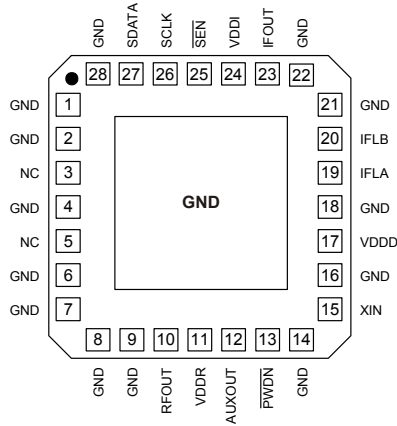 GND SDATA SCLK SEN VDDI IFOUT GND
28 27 26 25 24 23 22
GND 1
GND 2
NC 3
GND 4
NC 5
GND 6
GND 7
GND
21 GND
20 IFLB
19 IFLA
18 GND
17 VDDD
16 GND
15 XIN
8 9 10 11 12 13 14
GND GND RFOUT VDDR AUXOUT PWDN GND